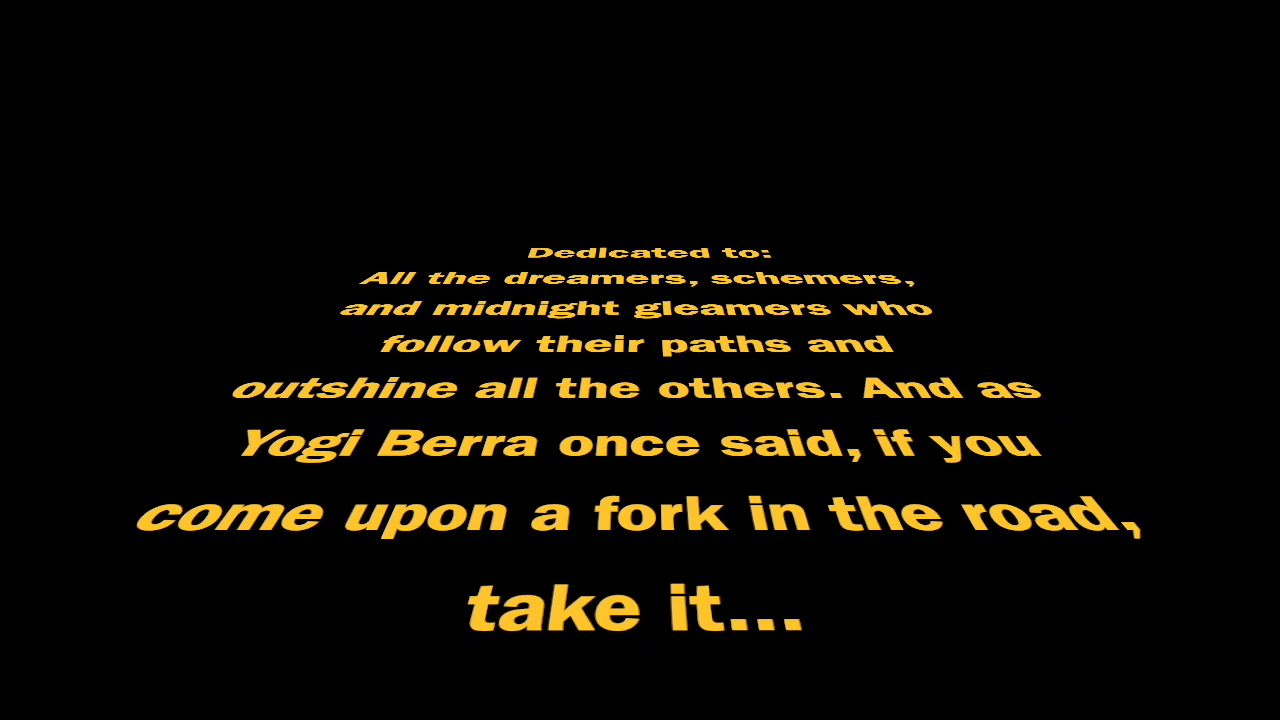 Dedicated to:
All the dreamers, schemers,
and midnight gleamers who
follow their paths and
outshine all the others. And as
Yogi Berra once said, if you
come upon a fork in the road,
take it...